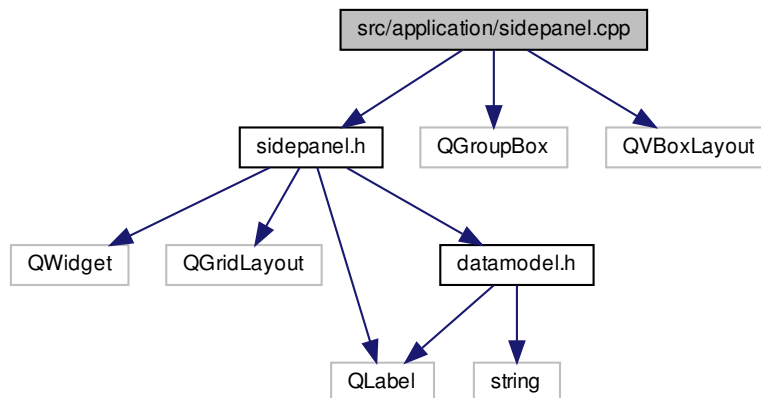 src/application/sidepanel.cpp
sidepanel.h
QGroupBox
QVBoxLayout
QWidget
QGridLayout
datamodel.h
QLabel
string